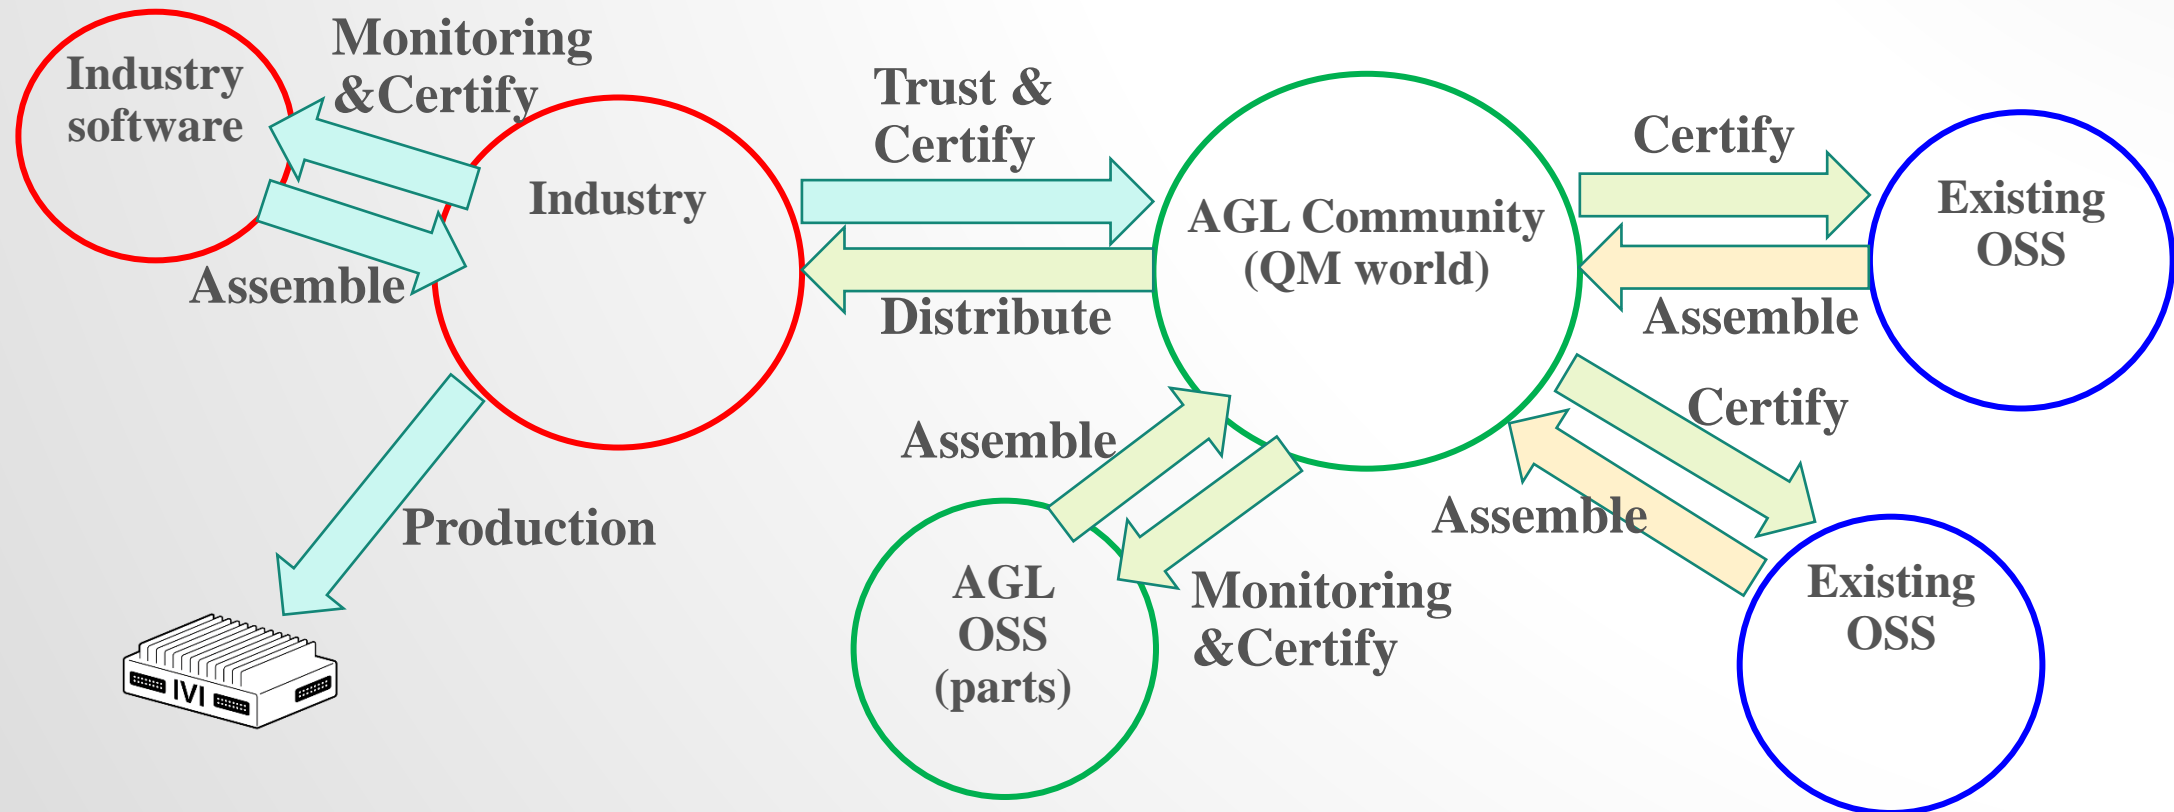 Industry
software
Monitoring
&Certify
Assemble
Industry
Trust &
Certify
Distribute
AGL Community
(QM world)
Certify
Assemble
Existing
OSS
Certify
Assemble
Existing
OSS
Assemble
Monitoring
&Certify
AGL
OSS
(parts)
Production
IVI